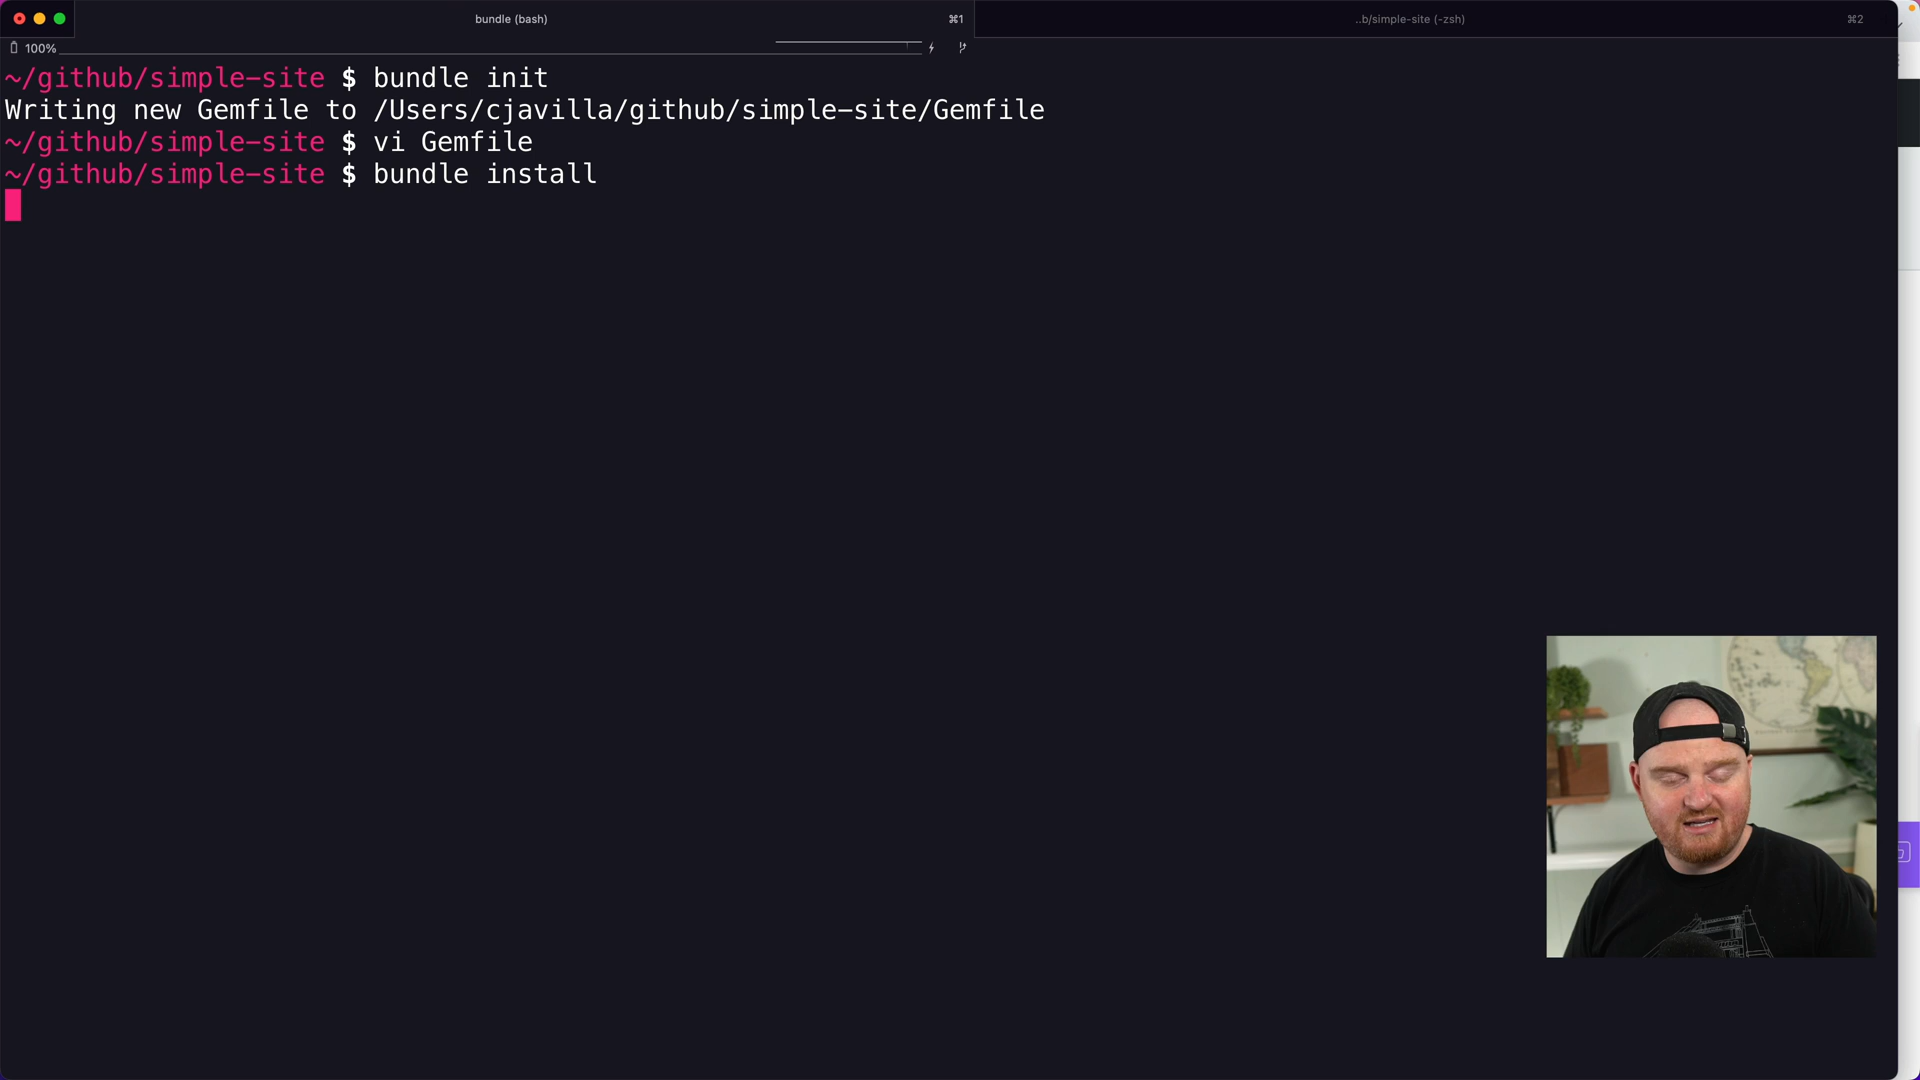 bundle (bash)
⌘1
..b/simple-site (-zsh)
⌘2
100%
~/github/simple-site $ bundle init
Writing new Gemfile to /Users/cjavilla/github/simple-site/Gemfile
~/github/simple-site $ vi Gemfile
~/github/simple-site $ bundle install